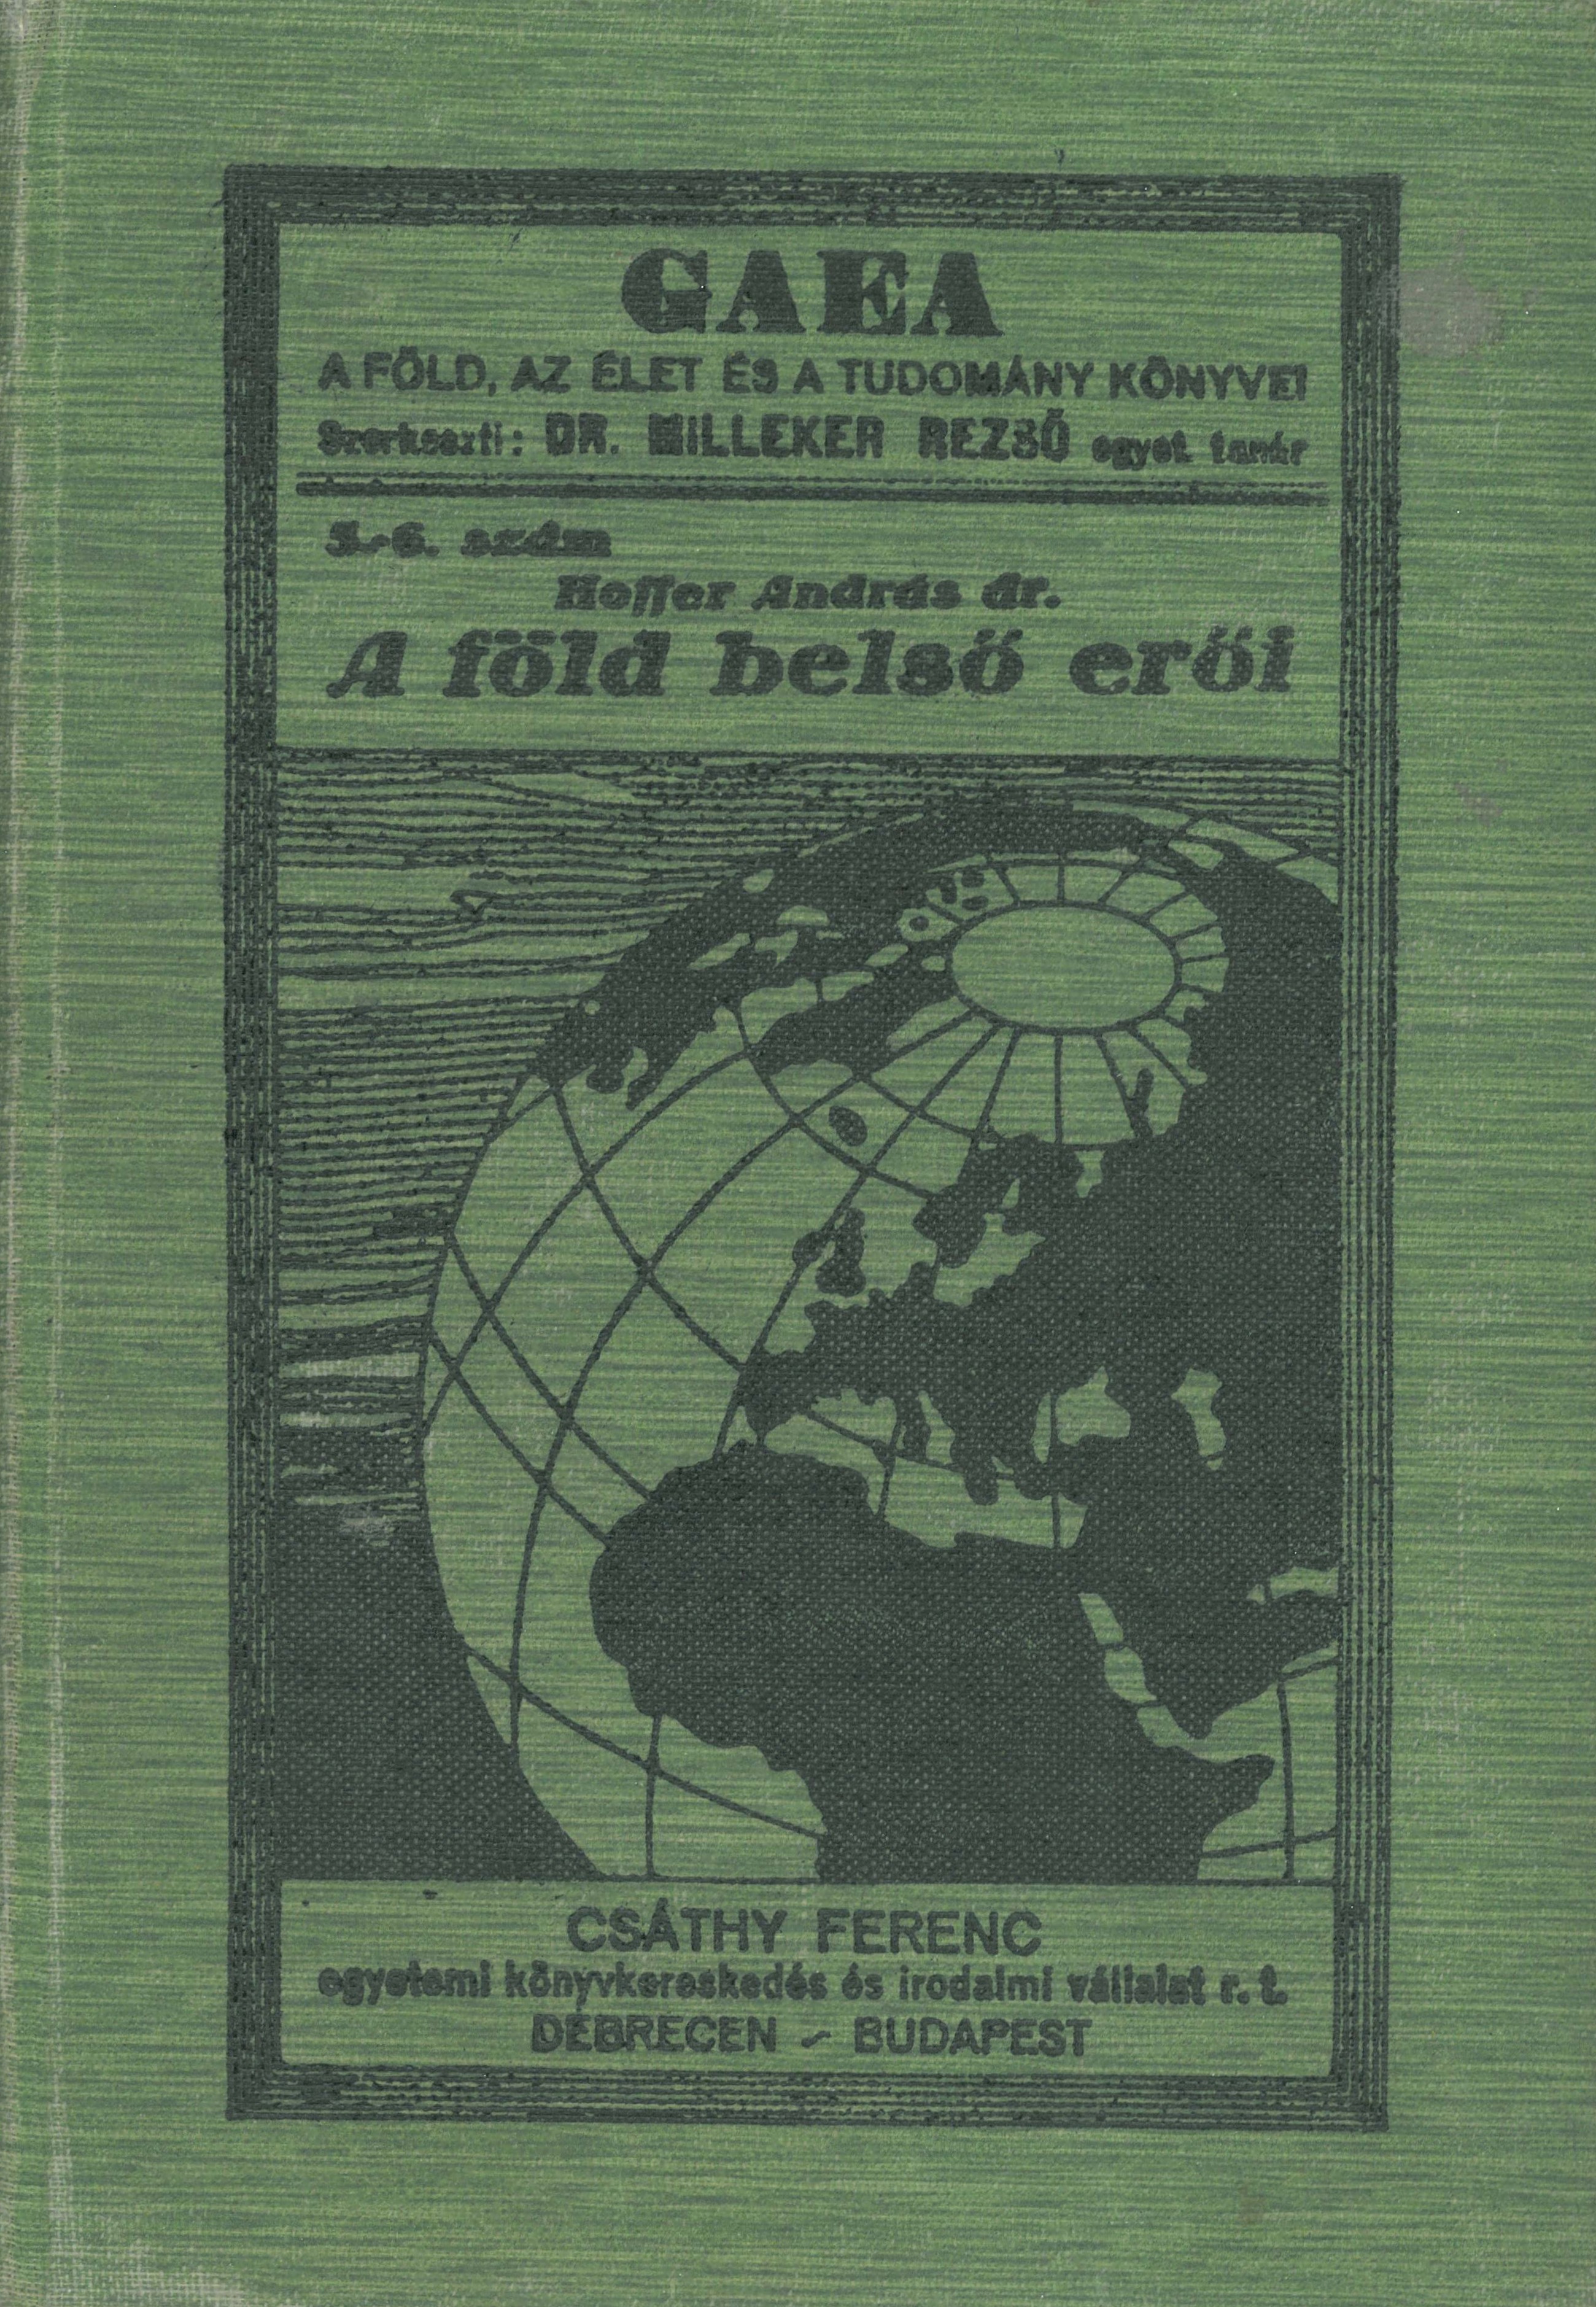 GAEA
A FÖLD, AZ ÉLET ÉS A TUDOMÁNY KÖNYVEI
Szerkeszti: DR. MILLEKER REZSŐ egyet. tanár
5.-6. szám
Hoffer András dr.
A föld belső erői
CSÁTHY FERENC
egyetemi könyvkereskedés és irodalmi vállalat r. t.
DEBRECEN - BUDAPEST